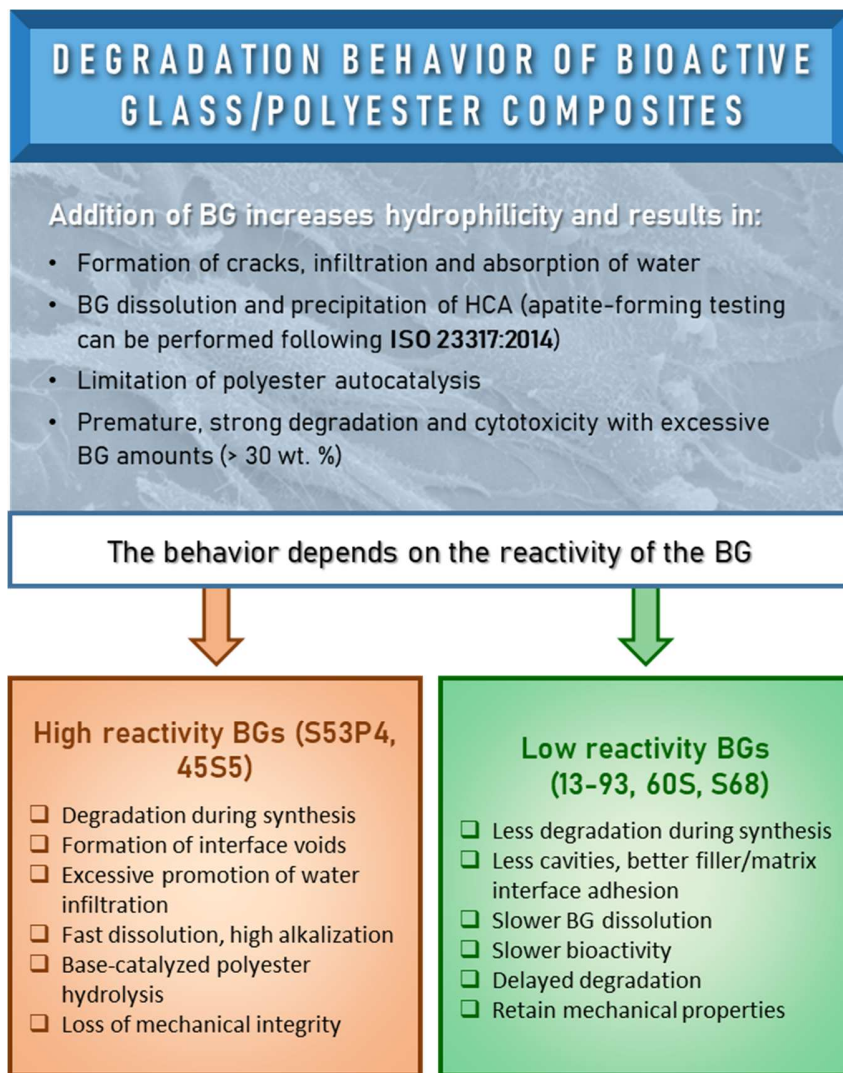 DEGRADATION BEHAVIOR OF BIOACTIVE
GLASS/POLYESTER COMPOSITES
Addition of BG increases hydrophilicity and results in:
• Formation of cracks, infiltration and absorption of water
• BG dissolution and precipitation of HCA (apatite-forming testing
can be performed following ISO 23317:2014)
• Limitation of polyester autocatalysis
• Premature, strong degradation and cytotoxicity with excessive
BG amounts (> 30 wt. %)
The behavior depends on the reactivity of the BG
High reactivity BGs (S53P4,
45S5)
❑ Degradation during synthesis
❑ Formation of interface voids
❑ Excessive promotion of water
infiltration
❑ Fast dissolution, high alkalization
❑ Base-catalyzed polyester
hydrolysis
❑ Loss of mechanical integrity
Low reactivity BGs
(13-93, 60S, S68)
❑ Less degradation during synthesis
❑ Less cavities, better filler/matrix
interface adhesion
❑ Slower BG dissolution
❑ Slower bioactivity
❑ Delayed degradation
❑ Retain mechanical properties